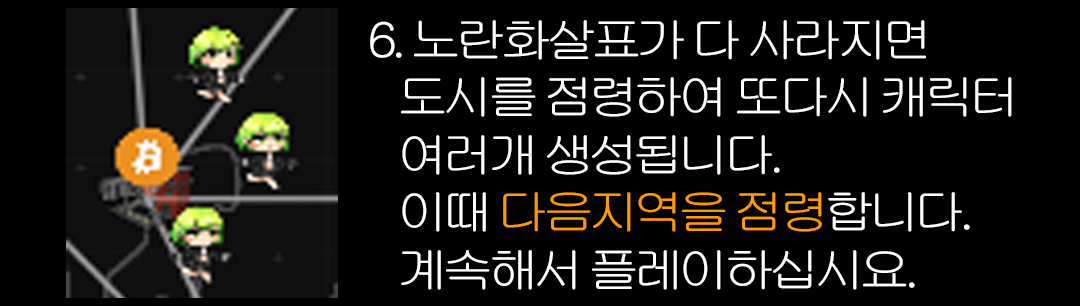 6. 노란화살표가 다 사라지면
도시를 점령하여 또다시 캐릭터
여러개 생성됩니다.
이때 다음지역을 점령합니다.
계속해서 플레이하십시요.